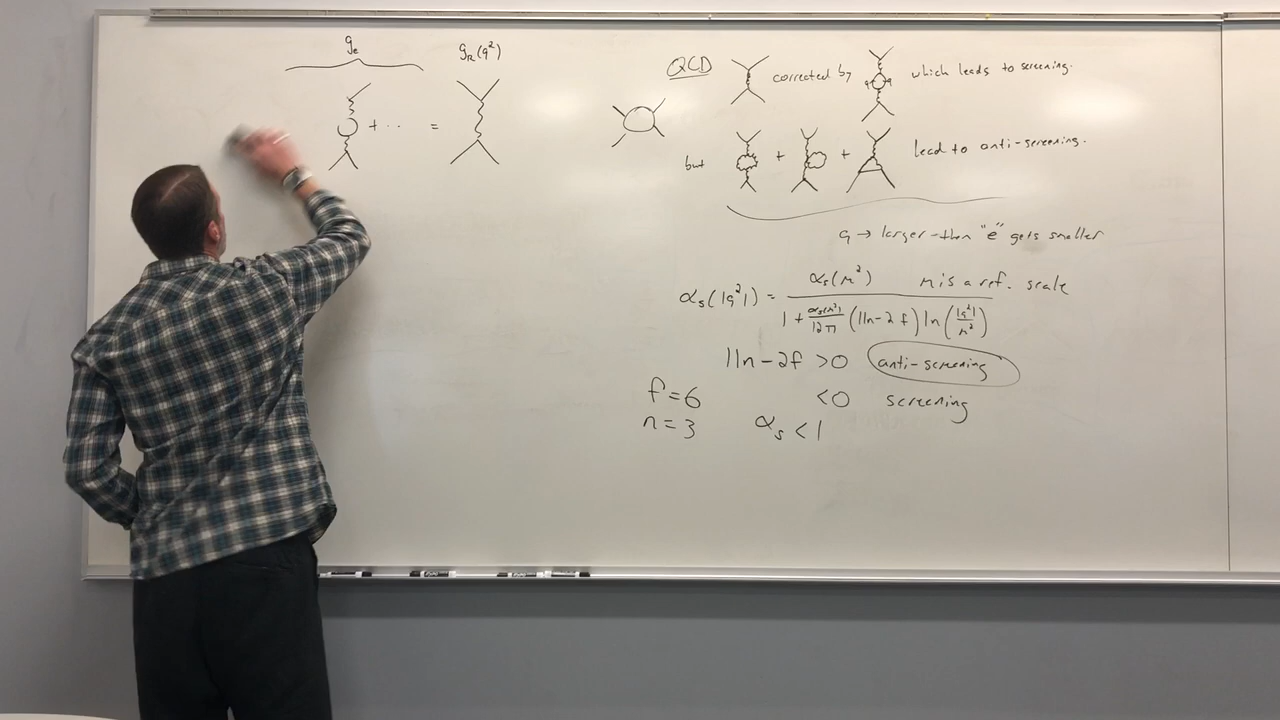 g_e g_R(q²)
+ ·· =
QCD corrected by which leads to screening.
but + + lead to anti-screening.
q → larger then "e" gets smaller
α_s(|q²|) = α_s(μ²) / (1 + α_s(μ²)/12π (11n-2f) ln(|q²|/μ²)) μ is a ref. scale
11n-2f >0 anti-screening
f=6 <0 screening
n=3 α_s < 1